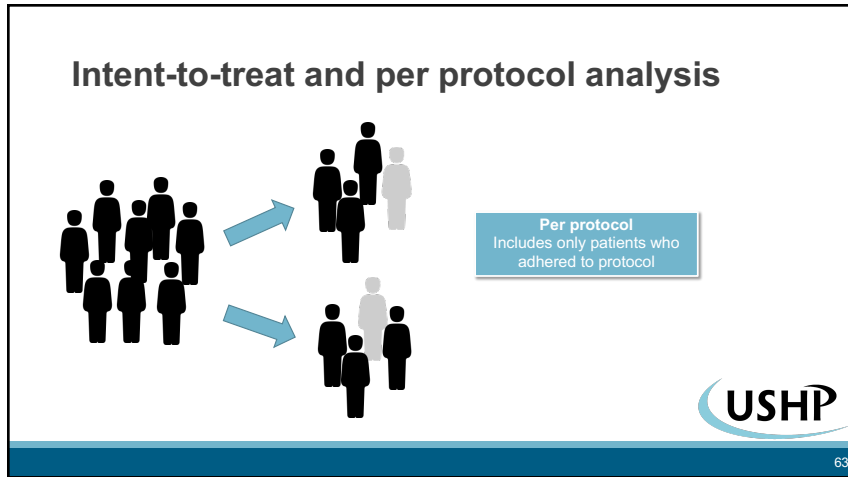 Intent-to-treat and per protocol analysis
Per protocol
Includes only patients who
adhered to protocol
USHP
63